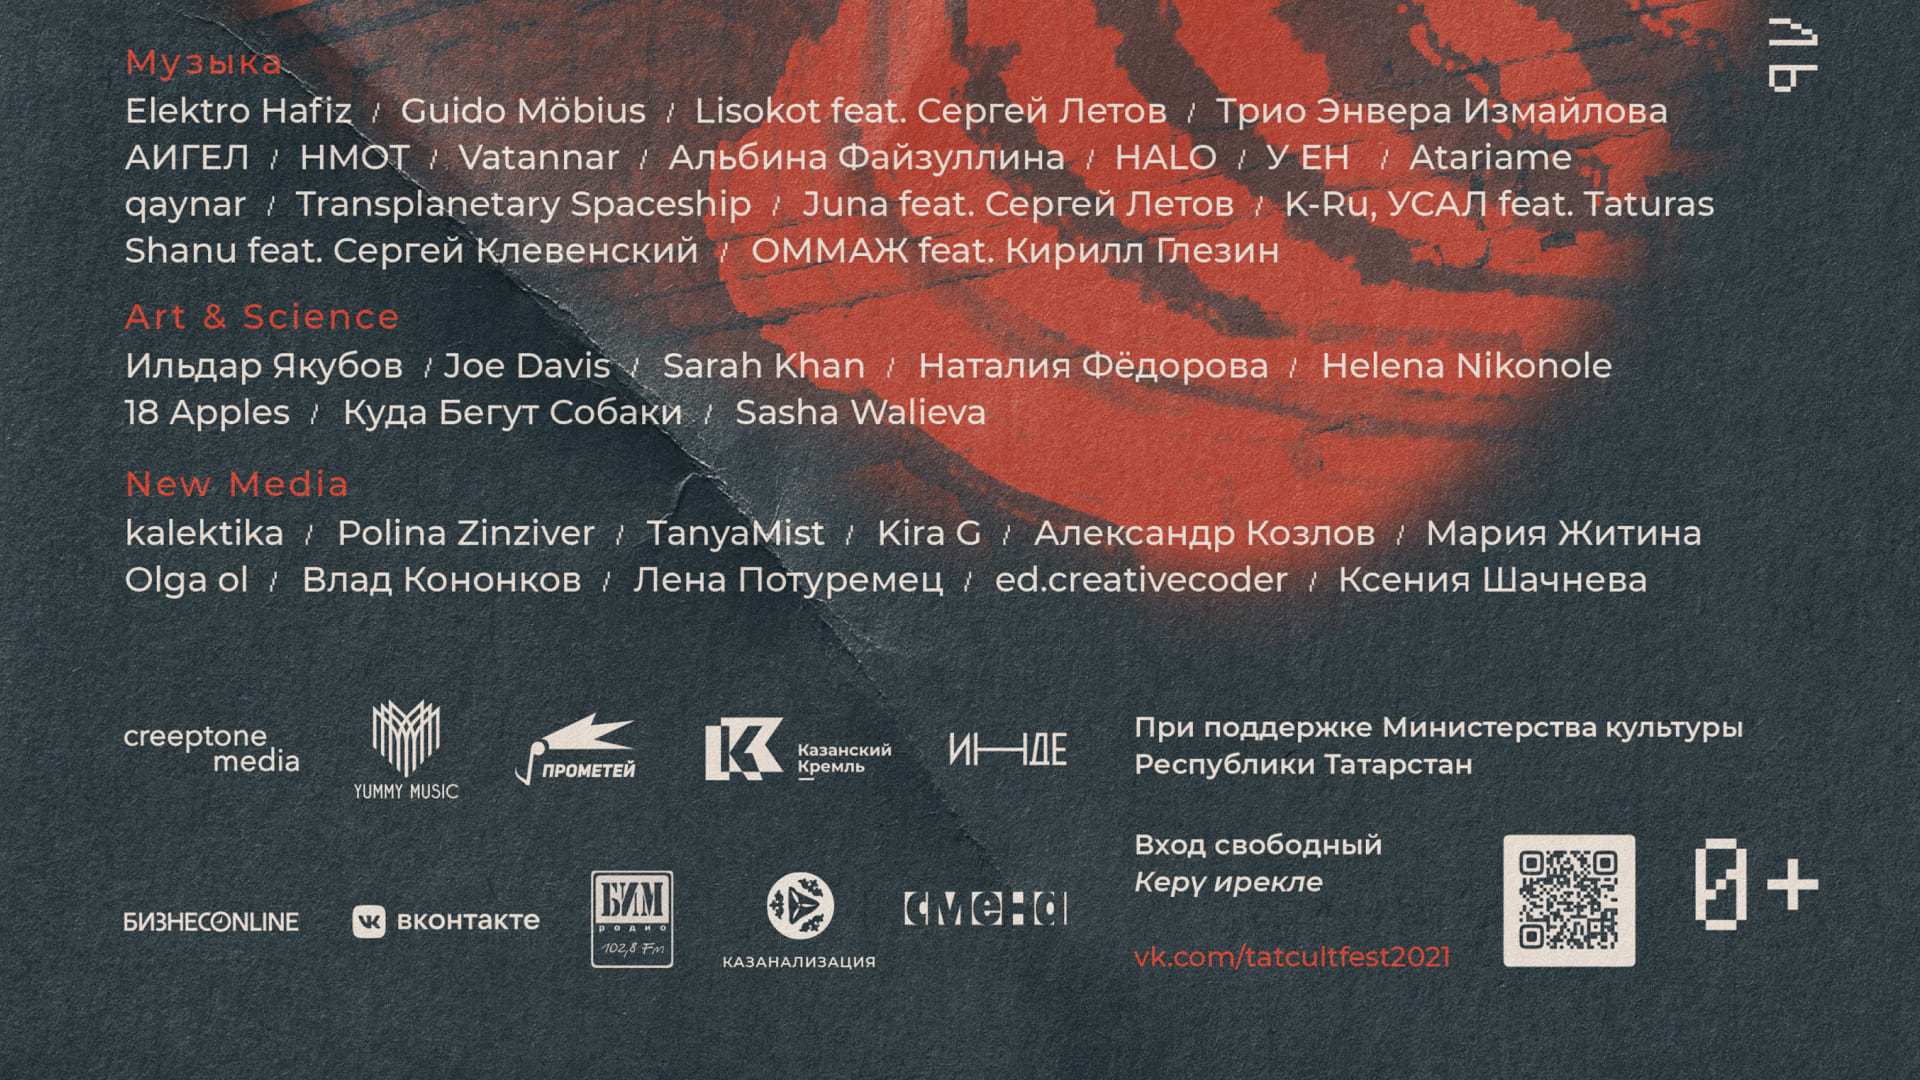 ль
Музыка
Elektro Hafiz / Guido Möbius / Lisokot feat. Сергей Летов / Трио Энвера Измайлова
АИГЕЛ / HMOT / Vatannar / Альбина Файзуллина / HALO / У ЕН / Atariame
qaynar / Transplanetary Spaceship / Juna feat. Сергей Летов / K-Ru, УСАЛ feat. Taturas
Shanu feat. Сергей Клевенский / ОММАЖ feat. Кирилл Глезин
Art & Science
Ильдар Якубов / Joe Davis / Sarah Khan / Наталия Фёдорова / Helena Nikonole
18 Apples / Куда Бегут Собаки / Sasha Walieva
New Media
kalektika / Polina Zinziver / TanyaMist / Kira G / Александр Козлов / Мария Житина
Olga ol / Влад Кононков / Лена Потуремец / ed.creativecoder / Ксения Шачнева
creeptone
media
YUMMY MUSIC
ПРОМЕТЕЙ
Казанский
Кремль
ИНДЕ
При поддержке Министерства культуры
Республики Татарстан
БИЗНЕСONLINE
вконтакте
БИМ
радио
102,8 Fm
КАЗАНАЛИЗАЦИЯ
смена
Вход свободный
Керү ирекле
vk.com/tatcultfest2021
0+